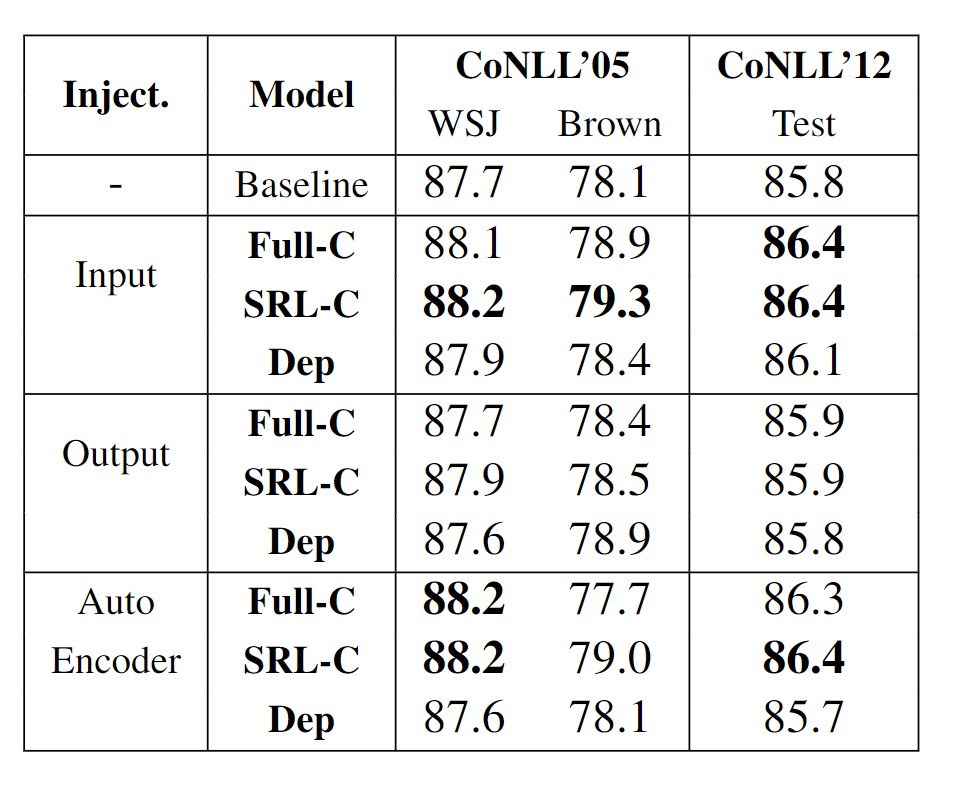 Inject. Model CoNLL’05 CoNLL’12
WSJ Brown Test
- Baseline 87.7 78.1 85.8
Input Full-C 88.1 78.9 86.4
SRL-C 88.2 79.3 86.4
Dep 87.9 78.4 86.1
Output Full-C 87.7 78.4 85.9
SRL-C 87.9 78.5 85.9
Dep 87.6 78.9 85.8
Auto Full-C 88.2 77.7 86.3
Encoder SRL-C 88.2 79.0 86.4
Dep 87.6 78.1 85.7